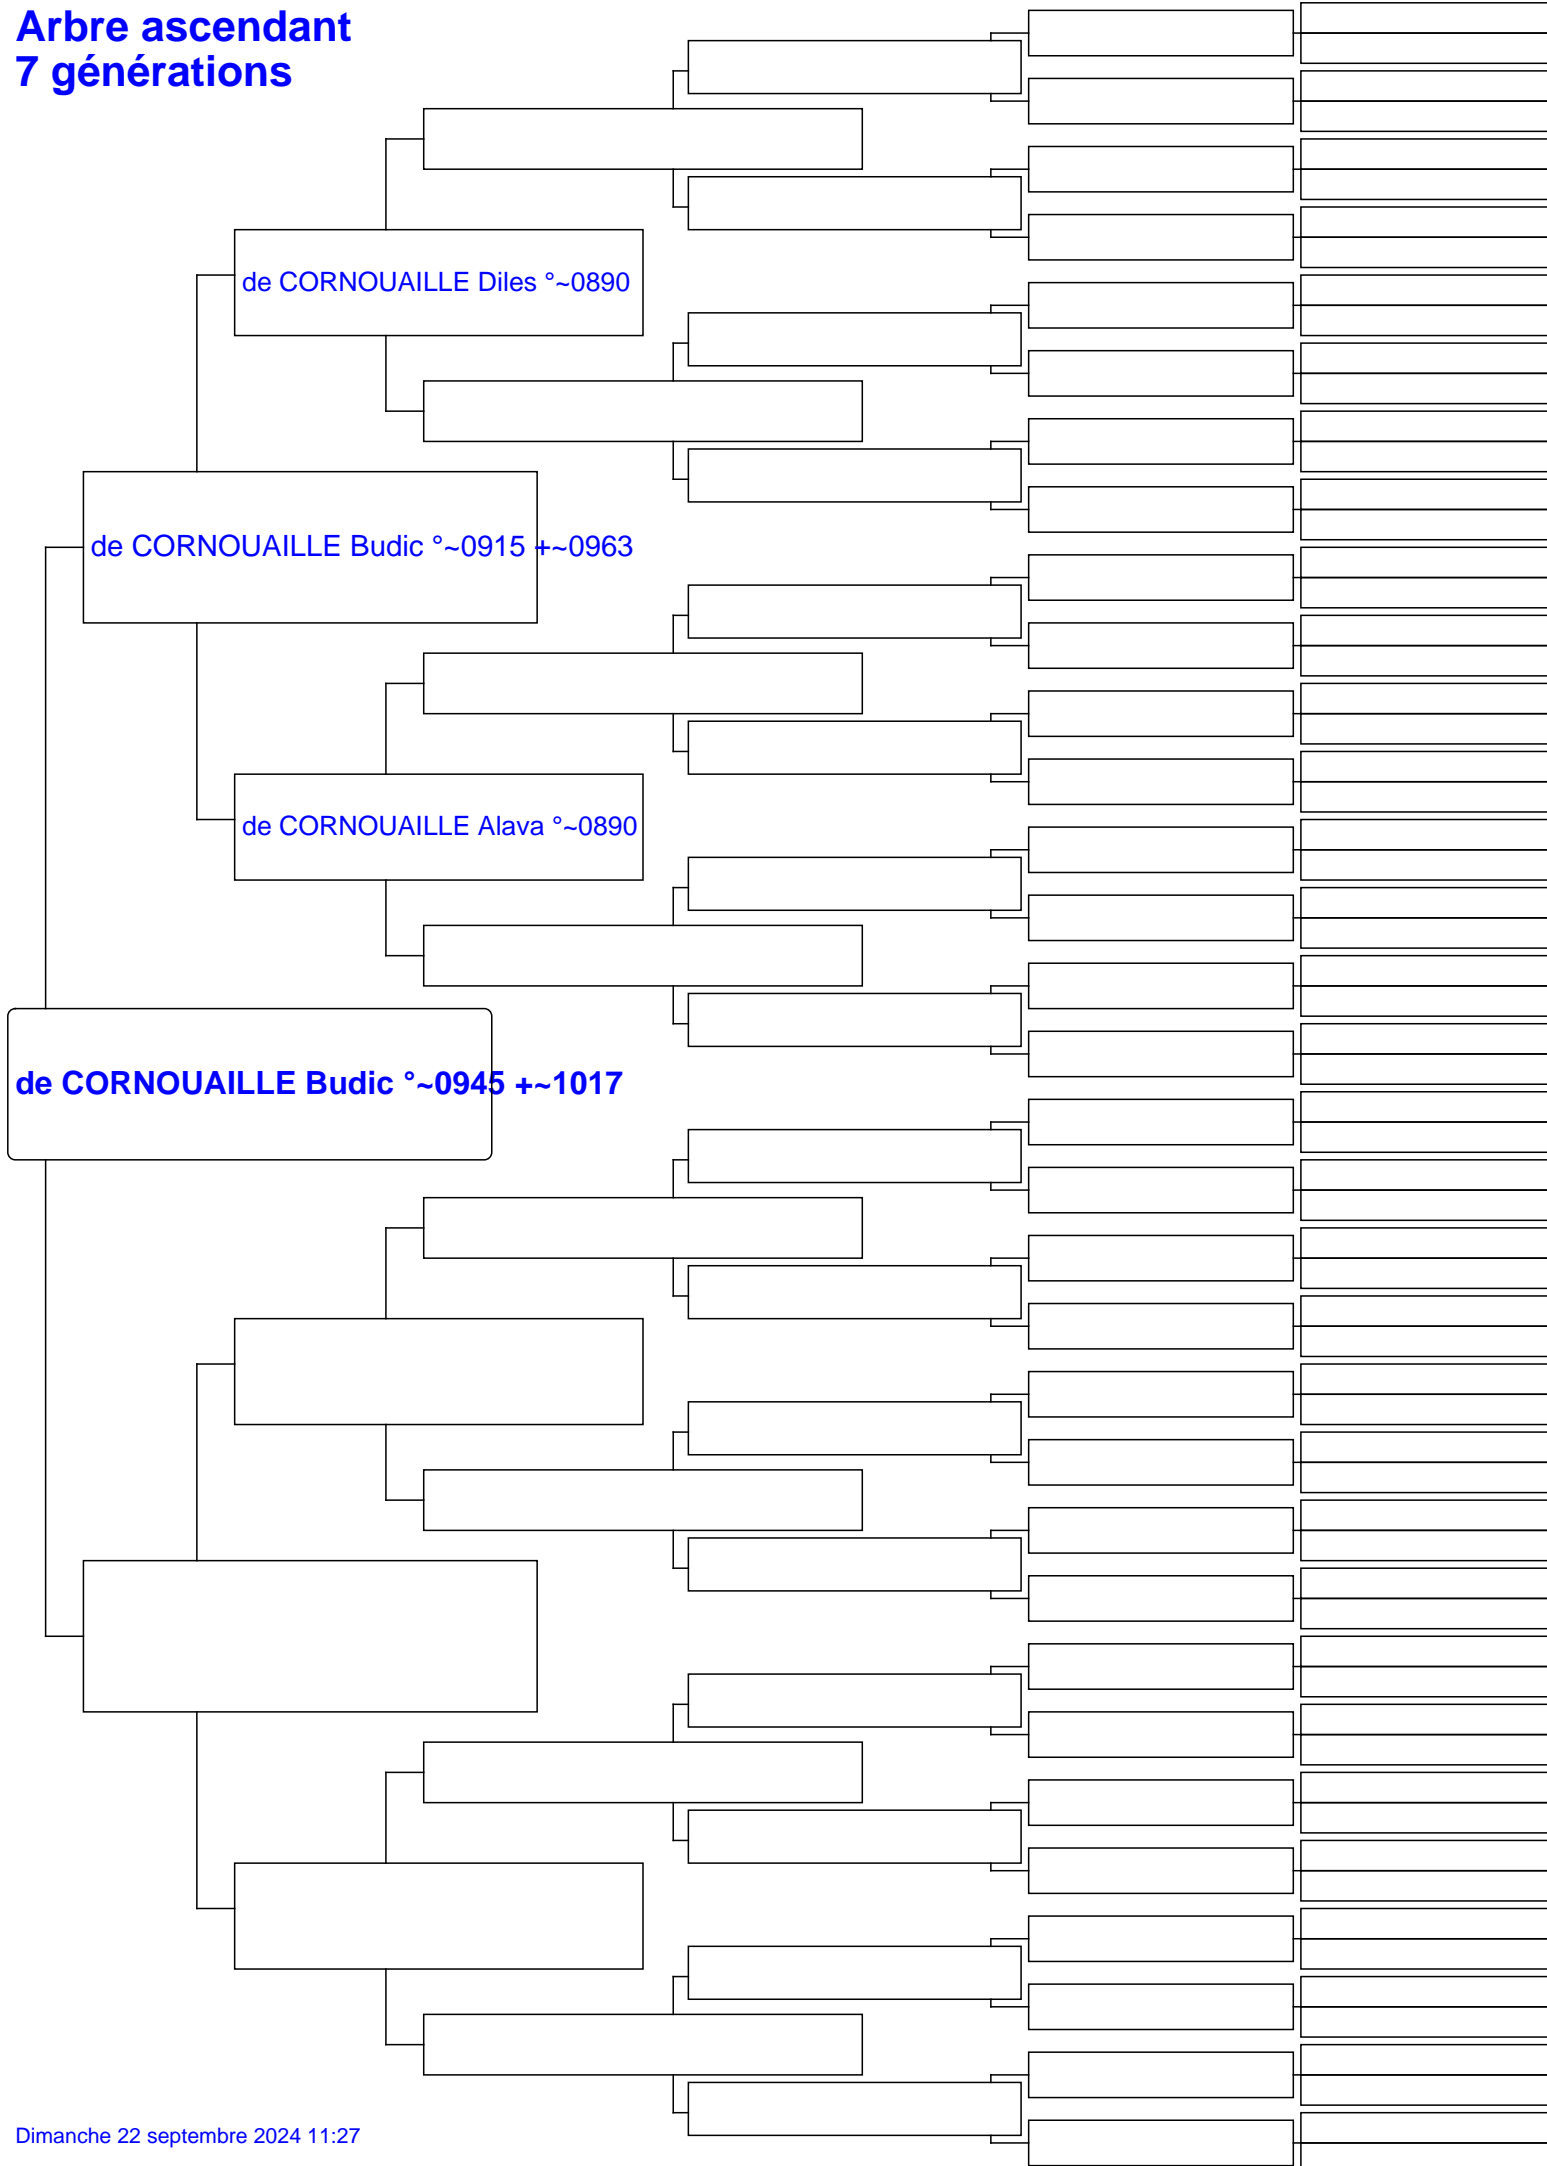 Arbre ascendant
7 générations
de CORNOUAILLE Diles °~0890
de CORNOUAILLE Budic °~0915 +~0963
de CORNOUAILLE Alava °~0890
de CORNOUAILLE Budic °~0945 +~1017
Dimanche 22 septembre 2024 11:27